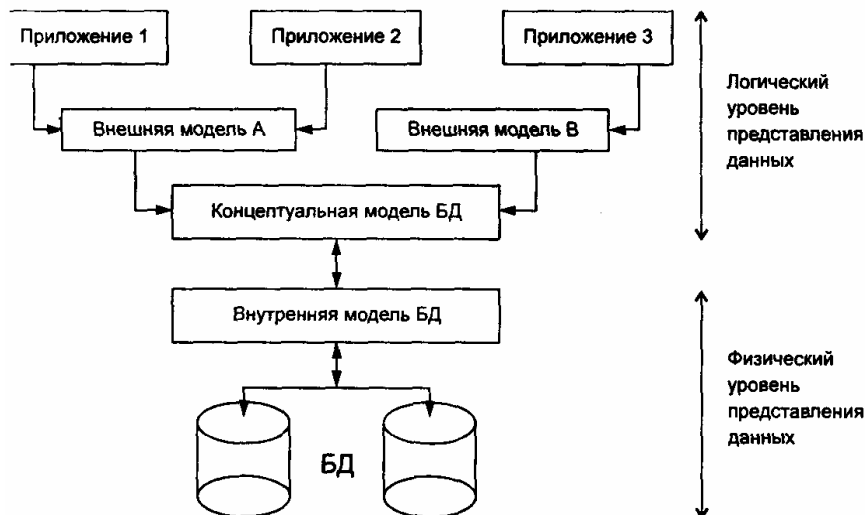 Приложение 1
Приложение 2
Приложение 3
Внешняя модель А
Внешняя модель В
Логический
уровень
представления
данных
Концептуальная модель БД
Внутренняя модель БД
Физический
уровень
представления
данных
БД